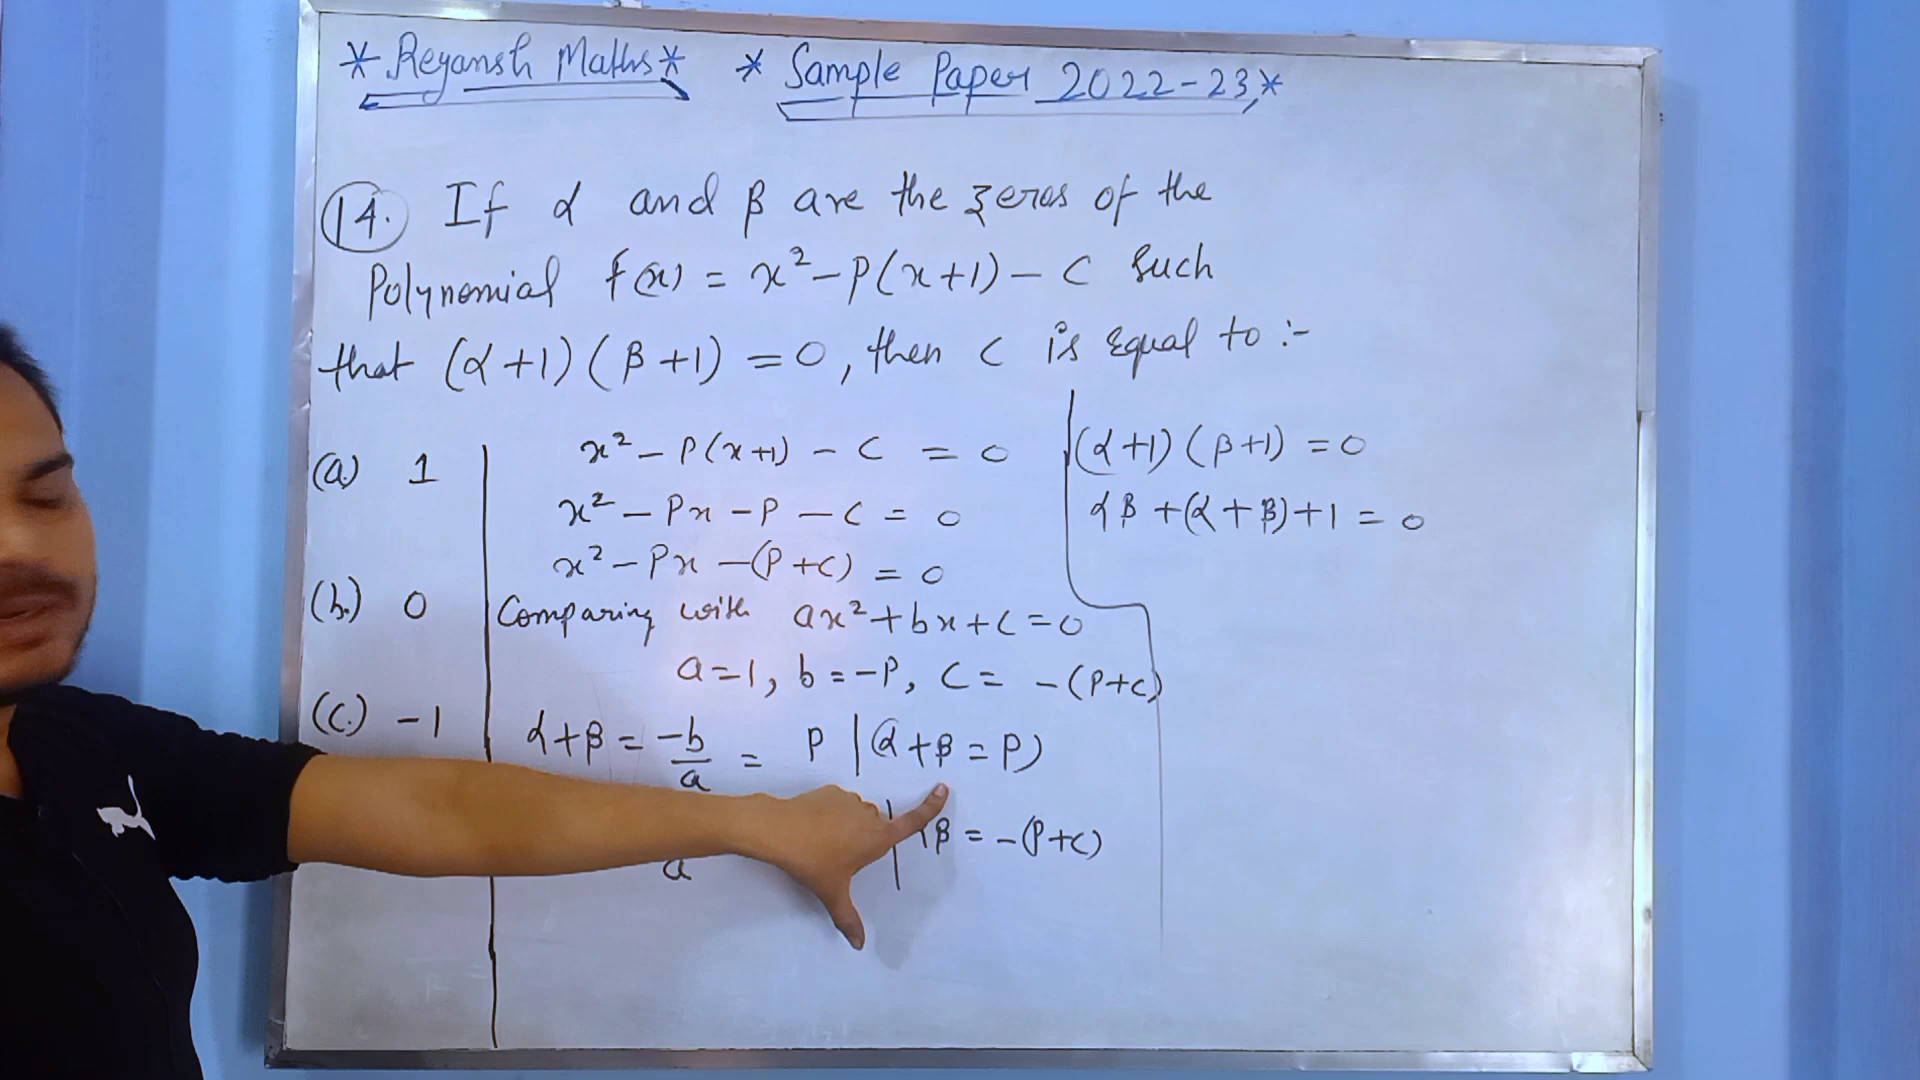 *Reyansh Maths* * Sample Paper 2022-23,*
14. If α and β are the zeros of the
Polynomial f(x) = x² - P(x+1) - C Such
that (α+1)(β+1) = 0, then C is Equal to :-
(a) 1
(b.) 0
(c.) -1
x² - P(x+1) - C = 0
x² - Px - P - C = 0
x² - Px - (P+C) = 0
Comparing with ax² + bx + C = 0
a=1, b=-P, C= -(P+C)
α+β = -b/a = P | (α+β = P)
a | β = -(P+C)
(α+1)(β+1) = 0
αβ + (α+β) + 1 = 0